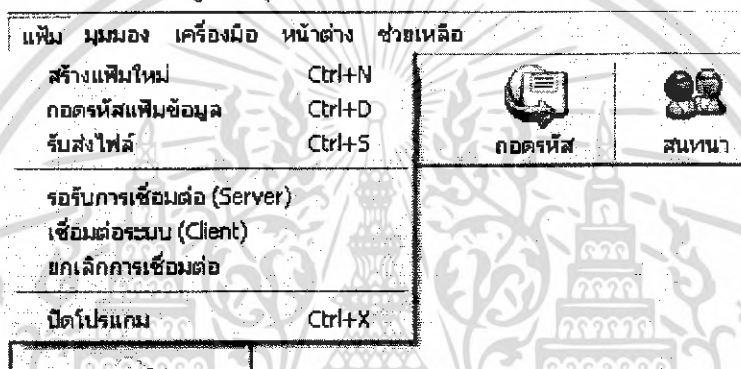 แฟ้ม มุมมอง เครื่องมือ หน้าต่าง ช่วยเหลือ
สร้างแฟ้มใหม่ Ctrl+N
ถอดรหัสแฟ้มข้อมูล Ctrl+D
รับส่งไฟล์ Ctrl+S
ถอดรหัส สนทนา
รอรับการเชื่อมต่อ (Server)
เชื่อมต่อระบบ (Client)
ยกเลิกการเชื่อมต่อ
ปิดโปรแกม Ctrl+X